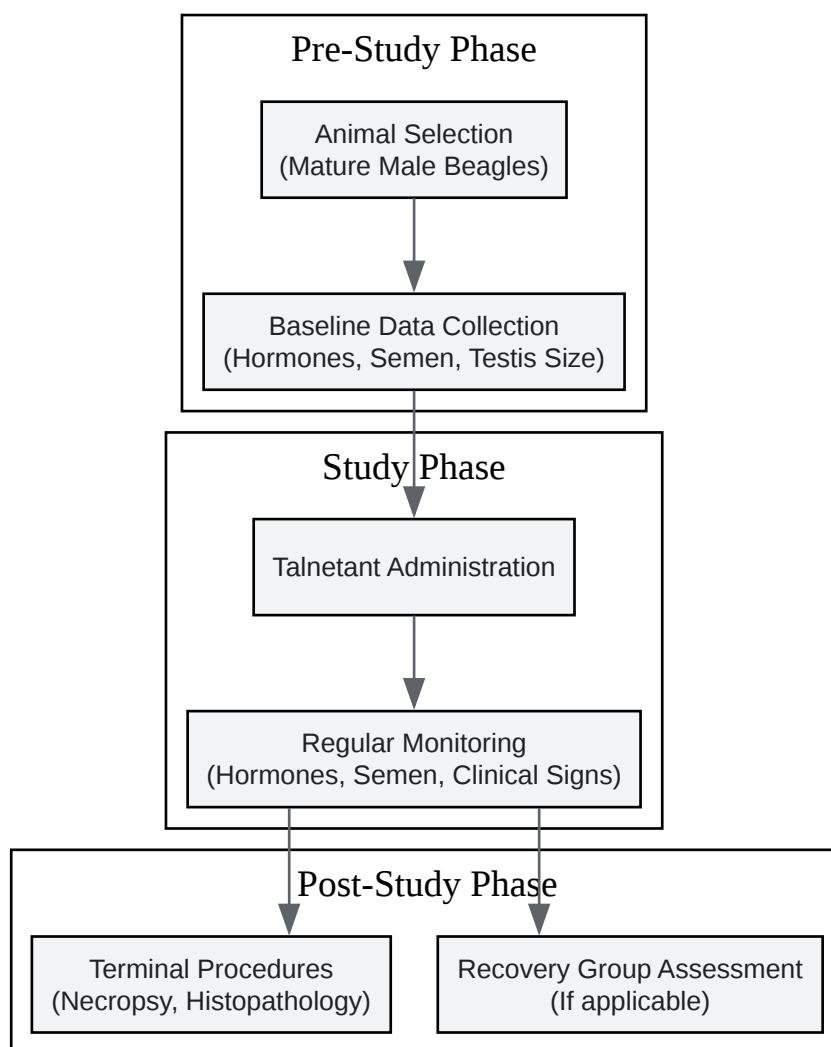 Pre-Study Phase
Animal Selection
(Mature Male Beagles)
Baseline Data Collection
(Hormones, Semen, Testis Size)
Study Phase
Talnetant Administration
Regular Monitoring
(Hormones, Semen, Clinical Signs)
Post-Study Phase
Terminal Procedures
(Necropsy, Histopathology)
Recovery Group Assessment
(If applicable)